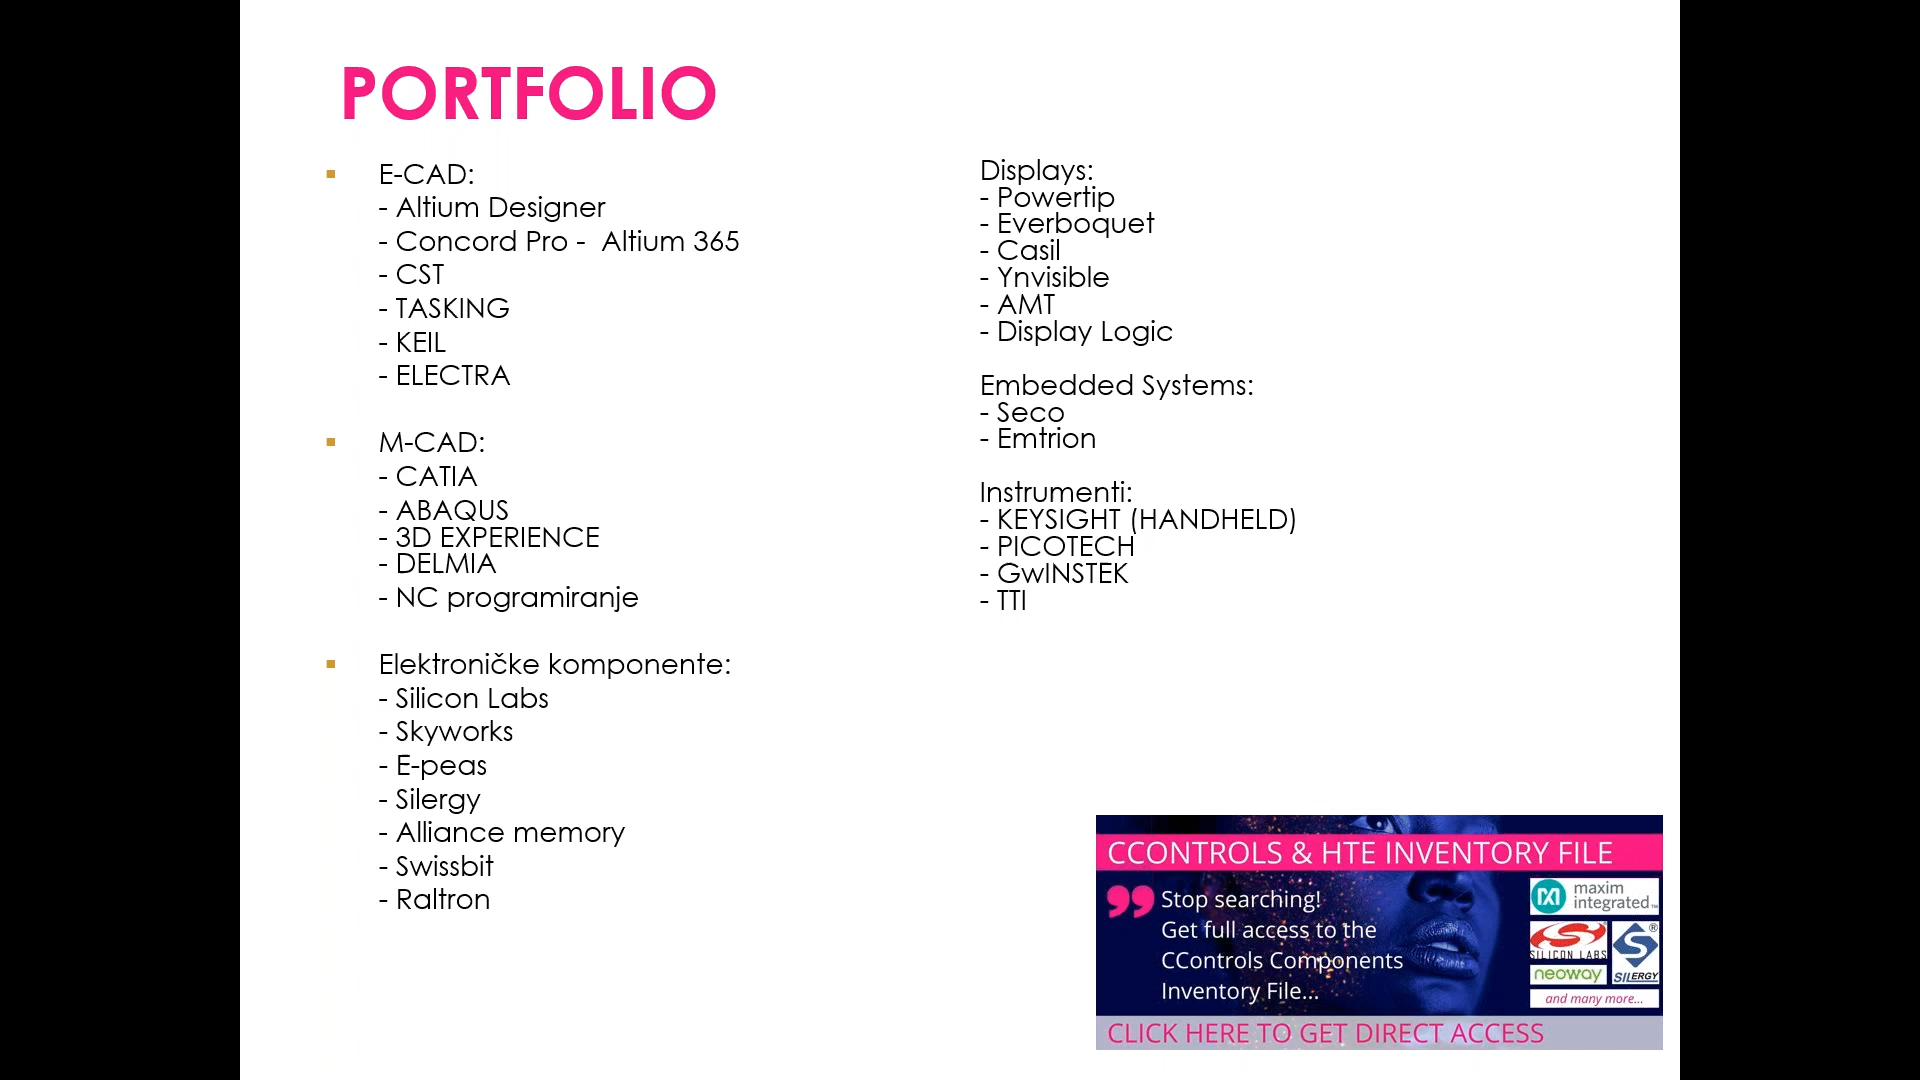 PORTFOLIO
▪ E-CAD:
- Altium Designer
- Concord Pro -  Altium 365
- CST
- TASKING
- KEIL
- ELECTRA
▪ M-CAD:
- CATIA
- ABAQUS
- 3D EXPERIENCE
- DELMIA
- NC programiranje
▪ Elektroničke komponente:
- Silicon Labs
- Skyworks
- E-peas
- Silergy
- Alliance memory
- Swissbit
- Raltron
Displays:
- Powertip
- Everboquet
- Casil
- Ynvisible
- AMT
- Display Logic
Embedded Systems:
- Seco
- Emtrion
Instrumenti:
- KEYSIGHT (HANDHELD)
- PICOTECH
- GwINSTEK
- TTI
CCONTROLS & HTE INVENTORY FILE
Stop searching!
Get full access to the
CControls Components
Inventory File...
maxim
integrated™
SILICON LABS
SILERGY®
neoway
and many more...
CLICK HERE TO GET DIRECT ACCESS